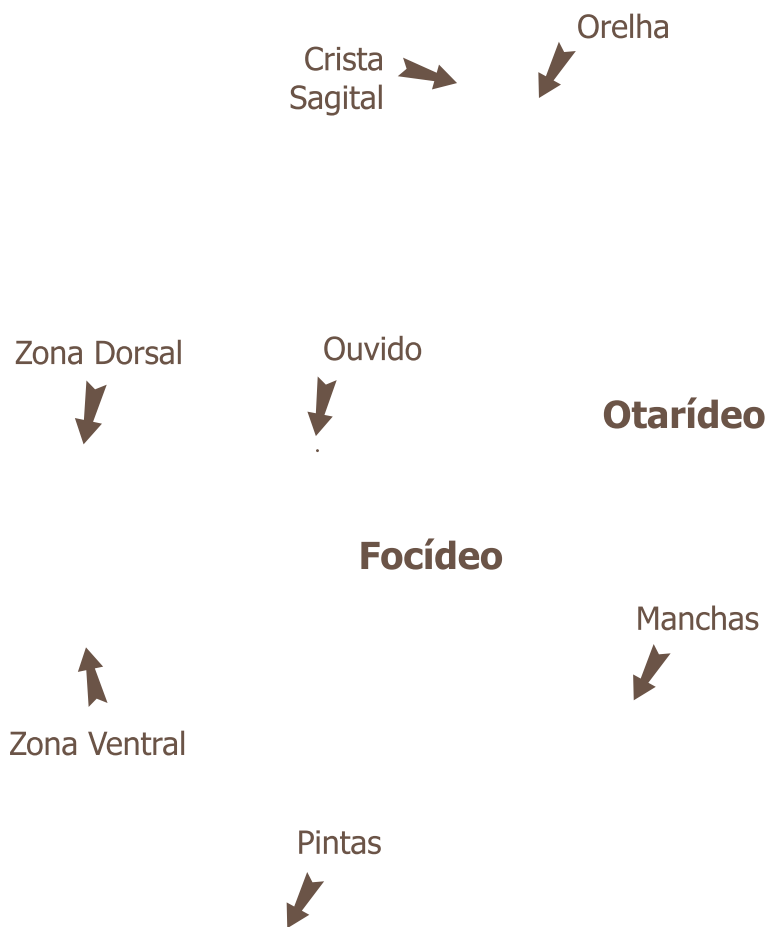 Orelha
Crista
Sagital
Zona Dorsal
Ouvido
Otarídeo
Focídeo
Manchas
Zona Ventral
Pintas